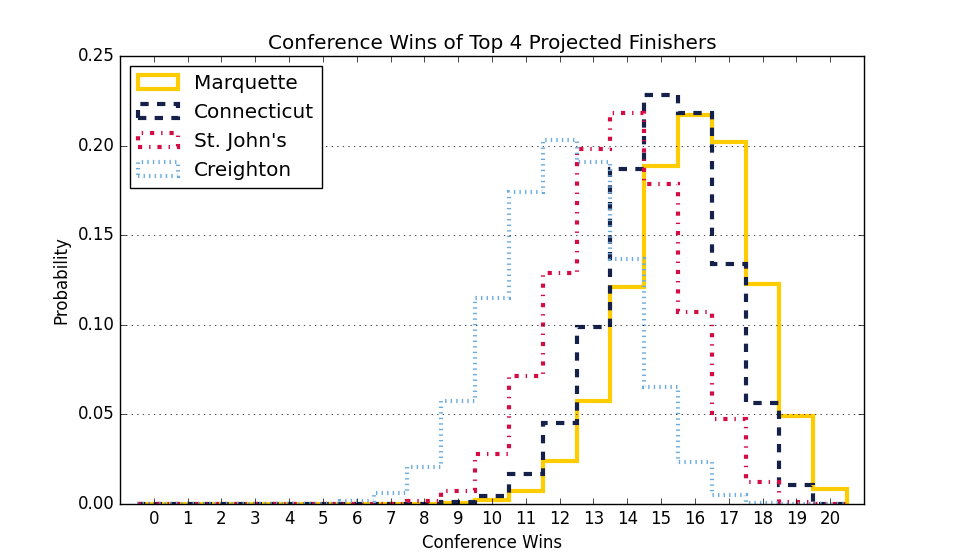 Conference Wins of Top 4 Projected Finishers
Marquette
Connecticut
St. John's
Creighton
Probability
0.25
0.20
0.15
0.10
0.05
0.00
0 1 2 3 4 5 6 7 8 9 10 11 12 13 14 15 16 17 18 19 20
Conference Wins